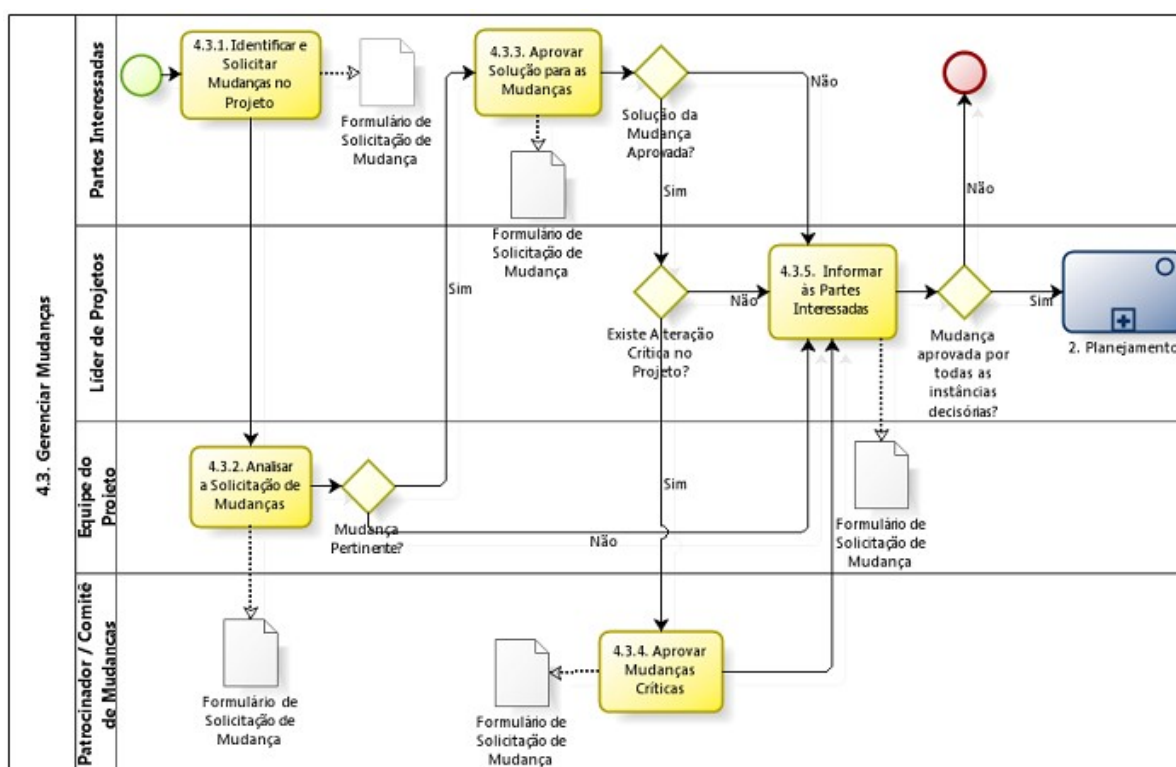 4.3. Gerenciar Mudanças
Partes Interessadas
4.3.1. Identificar e
Solicitar
Mudanças no
Projeto
Formulário de
Solicitação de
Mudança
4.3.3. Aprovar
Solução para as
Mudanças
Formulário de
Solicitação de
Mudança
Solução da
Mudança
Aprovada?
Não
Sim
Não
Líder de Projetos
Sim
Existe Alteração
Crítica no
Projeto?
Não
4.3.5. Informar
às Partes
Interessadas
Mudança
aprovada por
todas as
instâncias
decisórias?
Sim
2. Planejamento
Equipe do
Projeto
4.3.2. Analisar
a Solicitação de
Mudanças
Mudança
Pertinente?
Não
Sim
Formulário de
Solicitação de
Mudança
Patrocinador / Comitê
de Mudanças
Formulário de
Solicitação de
Mudança
Formulário de
Solicitação de
Mudança
4.3.4. Aprovar
Mudanças
Críticas